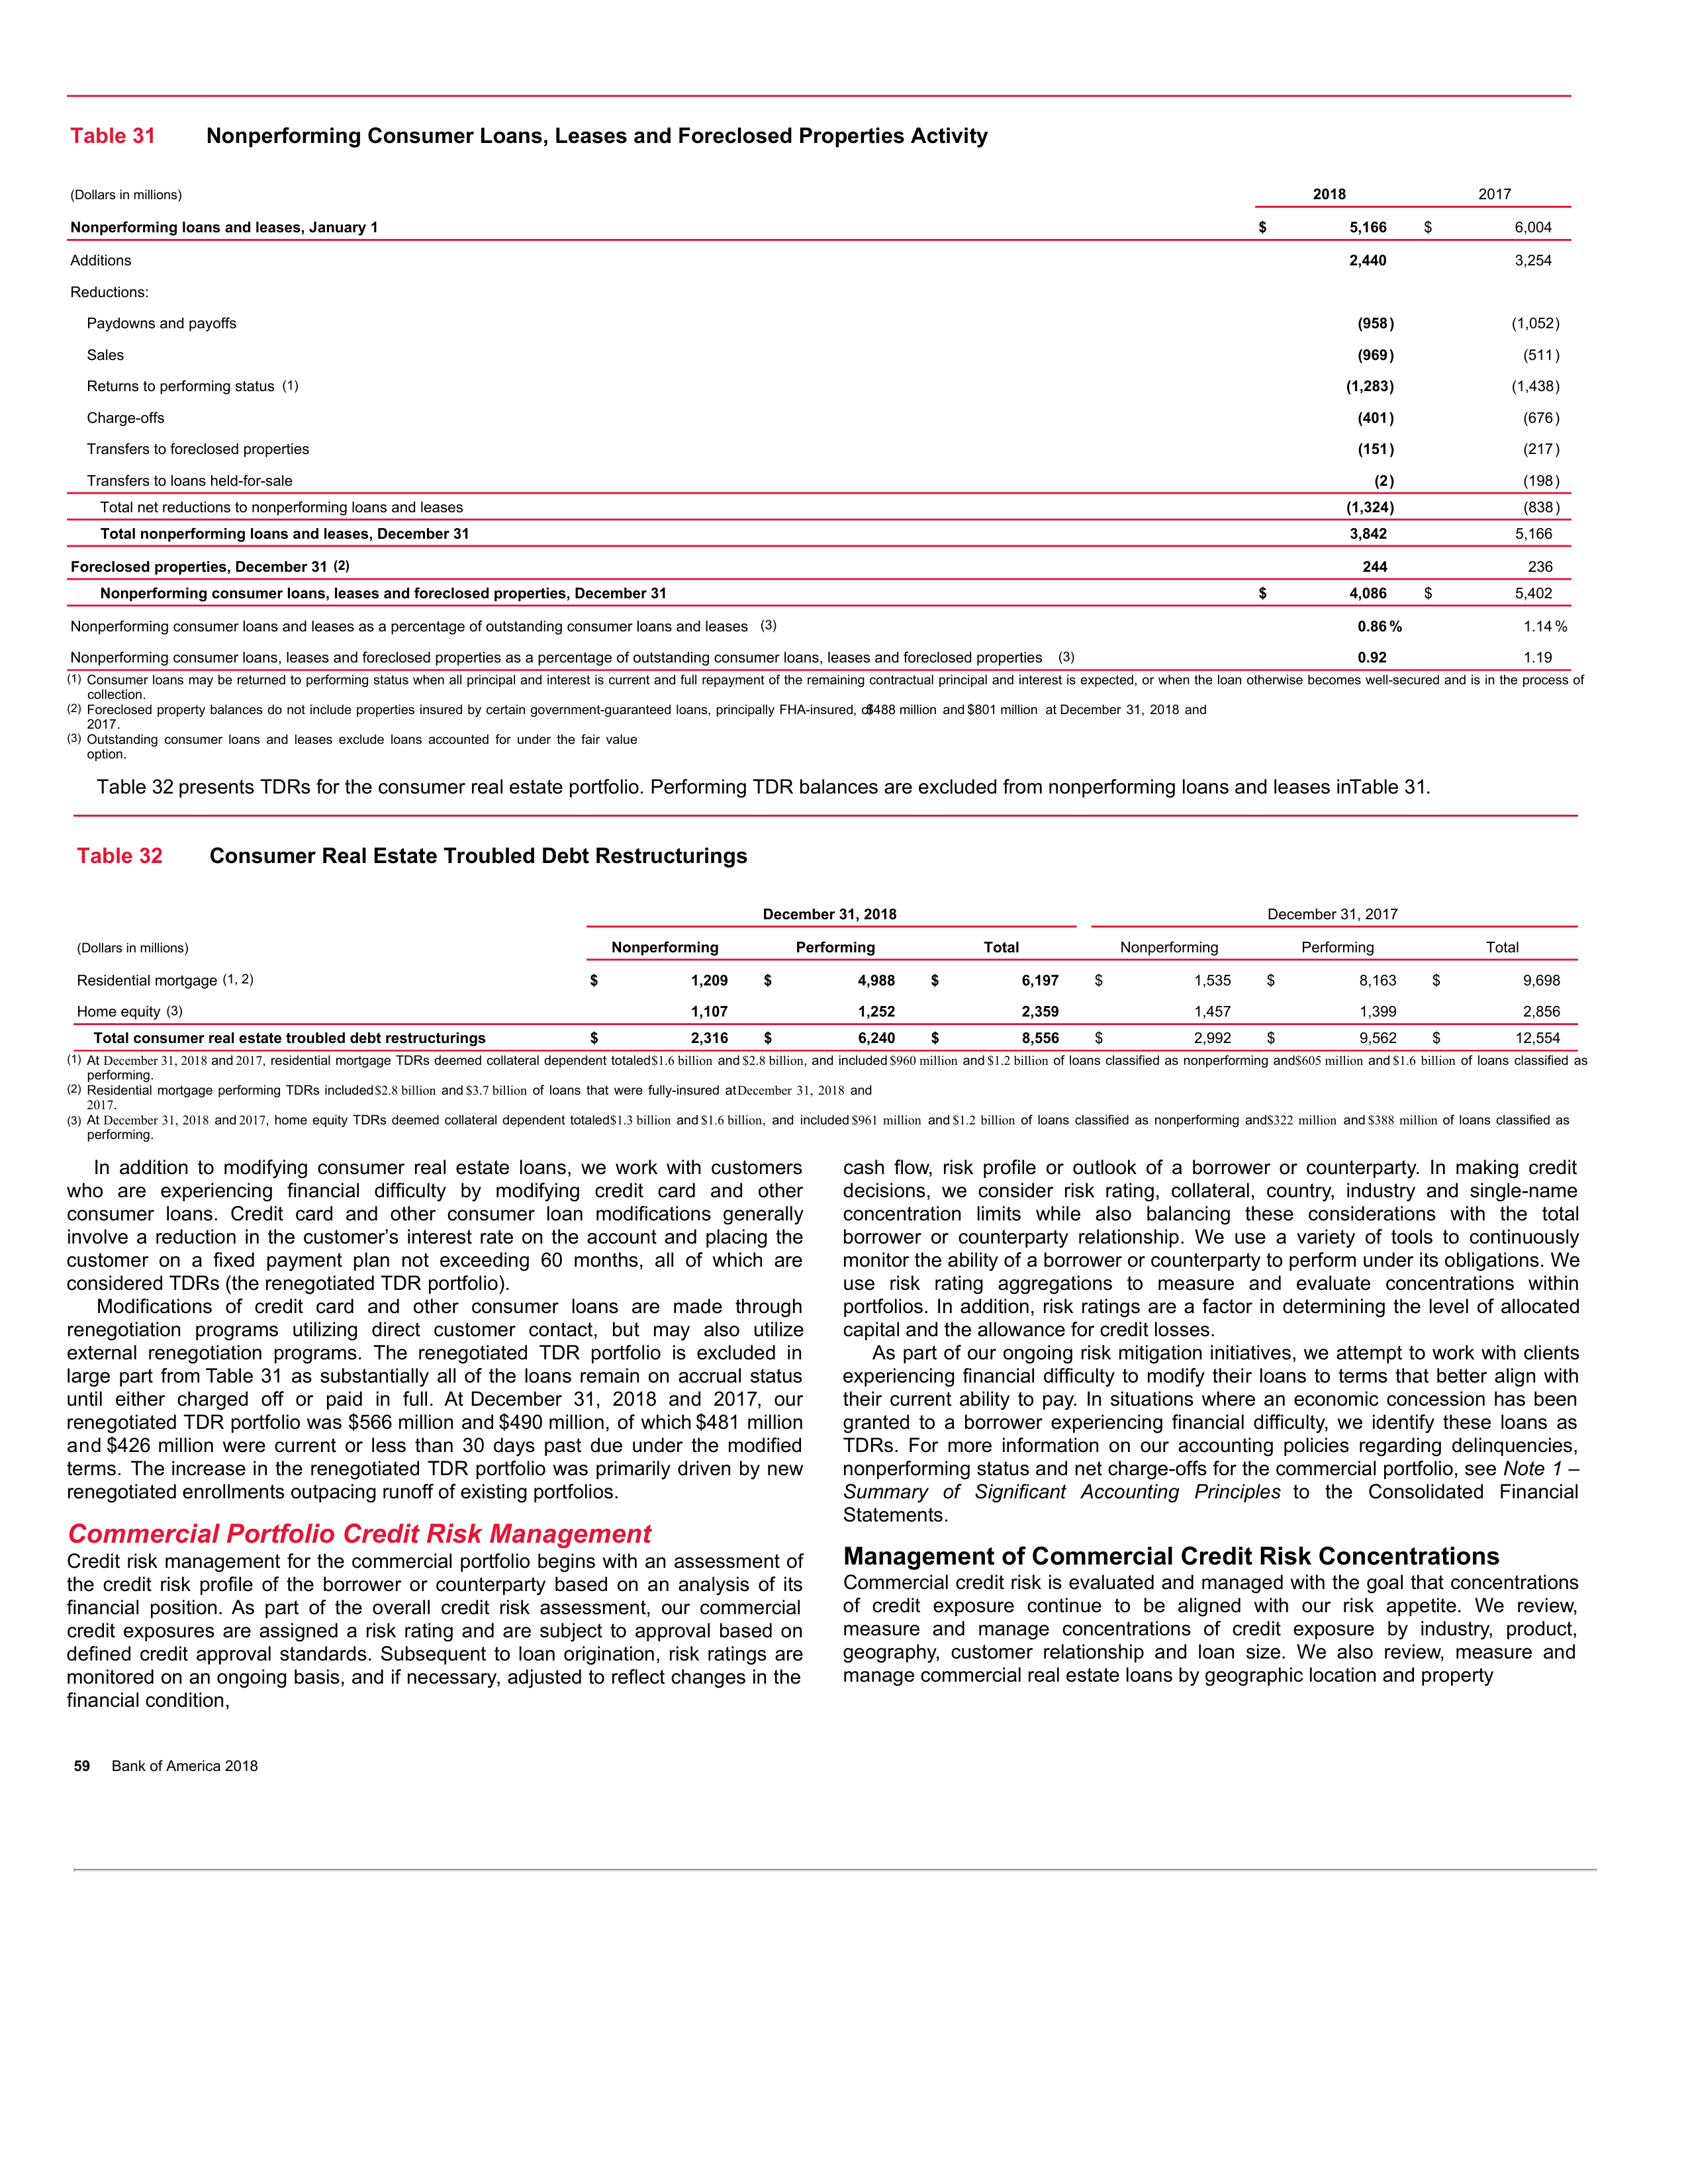 Table 31 Nonperforming Consumer Loans, Leases and Foreclosed Properties Activity
(Dollars in millions) 2018 2017
Nonperforming loans and leases, January 1 $ 5,166 $ 6,004
Additions 2,440 3,254
Reductions:
Paydowns and payoffs (958) (1,052)
Sales (969) (511)
Returns to performing status (1) (1,283) (1,438)
Charge-offs (401) (676)
Transfers to foreclosed properties (151) (217)
Transfers to loans held-for-sale (2) (198)
Total net reductions to nonperforming loans and leases (1,324) (838)
Total nonperforming loans and leases, December 31 3,842 5,166
Foreclosed properties, December 31 (2) 244 236
Nonperforming consumer loans, leases and foreclosed properties, December 31 $ 4,086 $ 5,402
Nonperforming consumer loans and leases as a percentage of outstanding consumer loans and leases (3) 0.86% 1.14%
Nonperforming consumer loans, leases and foreclosed properties as a percentage of outstanding consumer loans, leases and foreclosed properties (3) 0.92 1.19
(1) Consumer loans may be returned to performing status when all principal and interest is current and full repayment of the remaining contractual principal and interest is expected, or when the loan otherwise becomes well-secured and is in the process of
collection.
(2) Foreclosed property balances do not include properties insured by certain government-guaranteed loans, principally FHA-insured, of $488 million and $801 million at December 31, 2018 and
2017.
(3) Outstanding consumer loans and leases exclude loans accounted for under the fair value
option.
Table 32 presents TDRs for the consumer real estate portfolio. Performing TDR balances are excluded from nonperforming loans and leases in Table 31.
Table 32 Consumer Real Estate Troubled Debt Restructurings
December 31, 2018 December 31, 2017
(Dollars in millions) Nonperforming Performing Total Nonperforming Performing Total
Residential mortgage (1, 2) $ 1,209 $ 4,988 $ 6,197 $ 1,535 $ 8,163 $ 9,698
Home equity (3) 1,107 1,252 2,359 1,457 1,399 2,856
Total consumer real estate troubled debt restructurings $ 2,316 $ 6,240 $ 8,556 $ 2,992 $ 9,562 $ 12,554
(1) At December 31, 2018 and 2017, residential mortgage TDRs deemed collateral dependent totaled $1.6 billion and $2.8 billion, and included $960 million and $1.2 billion of loans classified as nonperforming and $605 million and $1.6 billion of loans classified as
performing.
(2) Residential mortgage performing TDRs included $2.8 billion and $3.7 billion of loans that were fully-insured at December 31, 2018 and
2017.
(3) At December 31, 2018 and 2017, home equity TDRs deemed collateral dependent totaled $1.3 billion and $1.6 billion, and included $961 million and $1.2 billion of loans classified as nonperforming and $322 million and $388 million of loans classified as
performing.
In addition to modifying consumer real estate loans, we work with customers
who are experiencing financial difficulty by modifying credit card and other
consumer loans. Credit card and other consumer loan modifications generally
involve a reduction in the customer's interest rate on the account and placing the
customer on a fixed payment plan not exceeding 60 months, all of which are
considered TDRs (the renegotiated TDR portfolio).
Modifications of credit card and other consumer loans are made through
renegotiation programs utilizing direct customer contact, but may also utilize
external renegotiation programs. The renegotiated TDR portfolio is excluded in
large part from Table 31 as substantially all of the loans remain on accrual status
until either charged off or paid in full. At December 31, 2018 and 2017, our
renegotiated TDR portfolio was $566 million and $490 million, of which $481 million
and $426 million were current or less than 30 days past due under the modified
terms. The increase in the renegotiated TDR portfolio was primarily driven by new
renegotiated enrollments outpacing runoff of existing portfolios.
Commercial Portfolio Credit Risk Management
Credit risk management for the commercial portfolio begins with an assessment of
the credit risk profile of the borrower or counterparty based on an analysis of its
financial position. As part of the overall credit risk assessment, our commercial
credit exposures are assigned a risk rating and are subject to approval based on
defined credit approval standards. Subsequent to loan origination, risk ratings are
monitored on an ongoing basis, and if necessary, adjusted to reflect changes in the
financial condition,
cash flow, risk profile or outlook of a borrower or counterparty. In making credit
decisions, we consider risk rating, collateral, country, industry and single-name
concentration limits while also balancing these considerations with the total
borrower or counterparty relationship. We use a variety of tools to continuously
monitor the ability of a borrower or counterparty to perform under its obligations. We
use risk rating aggregations to measure and evaluate concentrations within
portfolios. In addition, risk ratings are a factor in determining the level of allocated
capital and the allowance for credit losses.
As part of our ongoing risk mitigation initiatives, we attempt to work with clients
experiencing financial difficulty to modify their loans to terms that better align with
their current ability to pay. In situations where an economic concession has been
granted to a borrower experiencing financial difficulty, we identify these loans as
TDRs. For more information on our accounting policies regarding delinquencies,
nonperforming status and net charge-offs for the commercial portfolio, see Note 1 –
Summary of Significant Accounting Principles to the Consolidated Financial
Statements.
Management of Commercial Credit Risk Concentrations
Commercial credit risk is evaluated and managed with the goal that concentrations
of credit exposure continue to be aligned with our risk appetite. We review,
measure and manage concentrations of credit exposure by industry, product,
geography, customer relationship and loan size. We also review, measure and
manage commercial real estate loans by geographic location and property
59 Bank of America 2018